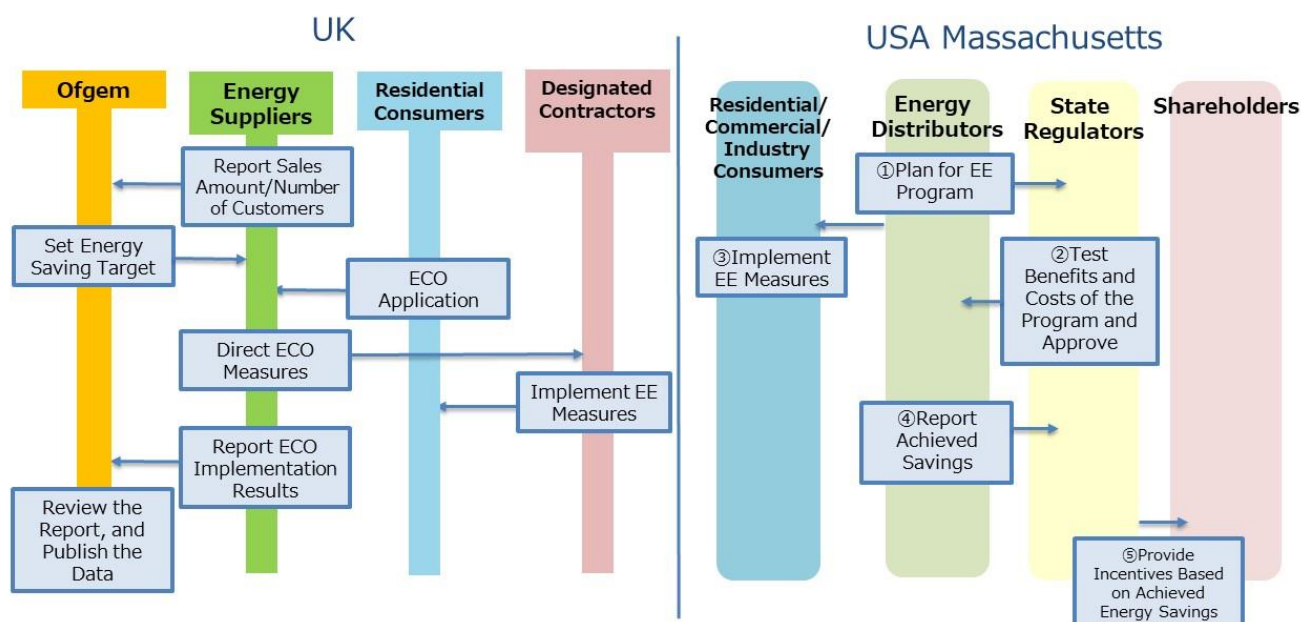 UK
Ofgem
Energy
Suppliers
Residential
Consumers
Designated
Contractors
Report Sales
Amount/Number
of Customers
Set Energy
Saving Target
ECO
Application
Direct ECO
Measures
Implement EE
Measures
Report ECO
Implementation
Results
Review the
Report, and
Publish the
Data
USA Massachusetts
Residential/
Commercial/
Industry
Consumers
Energy
Distributors
State
Regulators
Shareholders
①Plan for EE
Program
②Test
Benefits and
Costs of the
Program and
Approve
③Implement
EE Measures
④Report
Achieved
Savings
⑤Provide
Incentives Based
on Achieved
Energy Savings